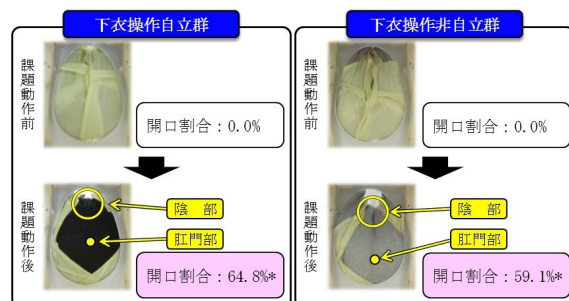 下衣操作自立群
課題動作前
開口割合：0.0%
課題動作後
陰　部
肛門部
開口割合：64.8%*
下衣操作非自立群
課題動作前
開口割合：0.0%
課題動作後
陰　部
肛門部
開口割合：59.1%*